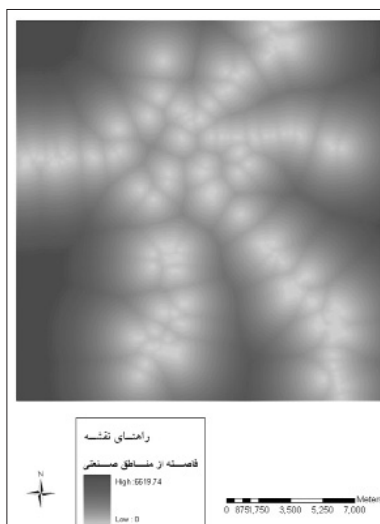 راهنمای نقشه
فاصله از مناطق صنعتی
High : 6619.74
Low : 0
N
Meters
0 875 1,750 3,500 5,250 7,000